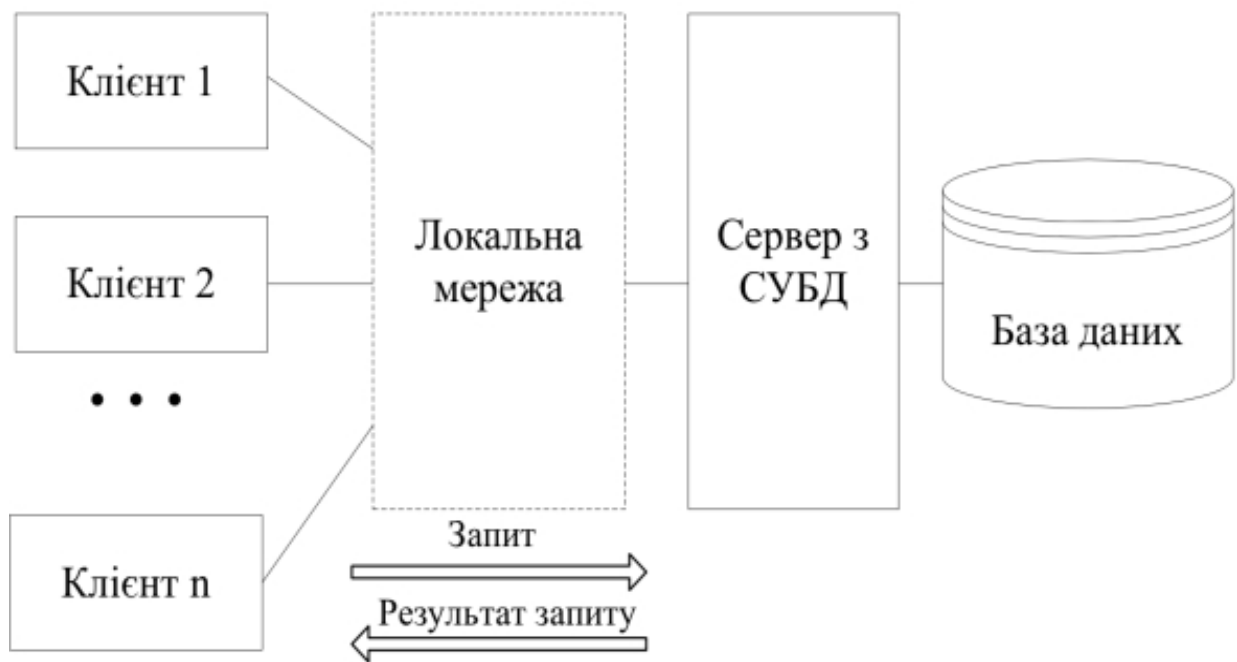 Клієнт 1
Клієнт 2
• • •
Клієнт n
Локальна
мережа
Сервер з
СУБД
База даних
Запит
Результат запиту